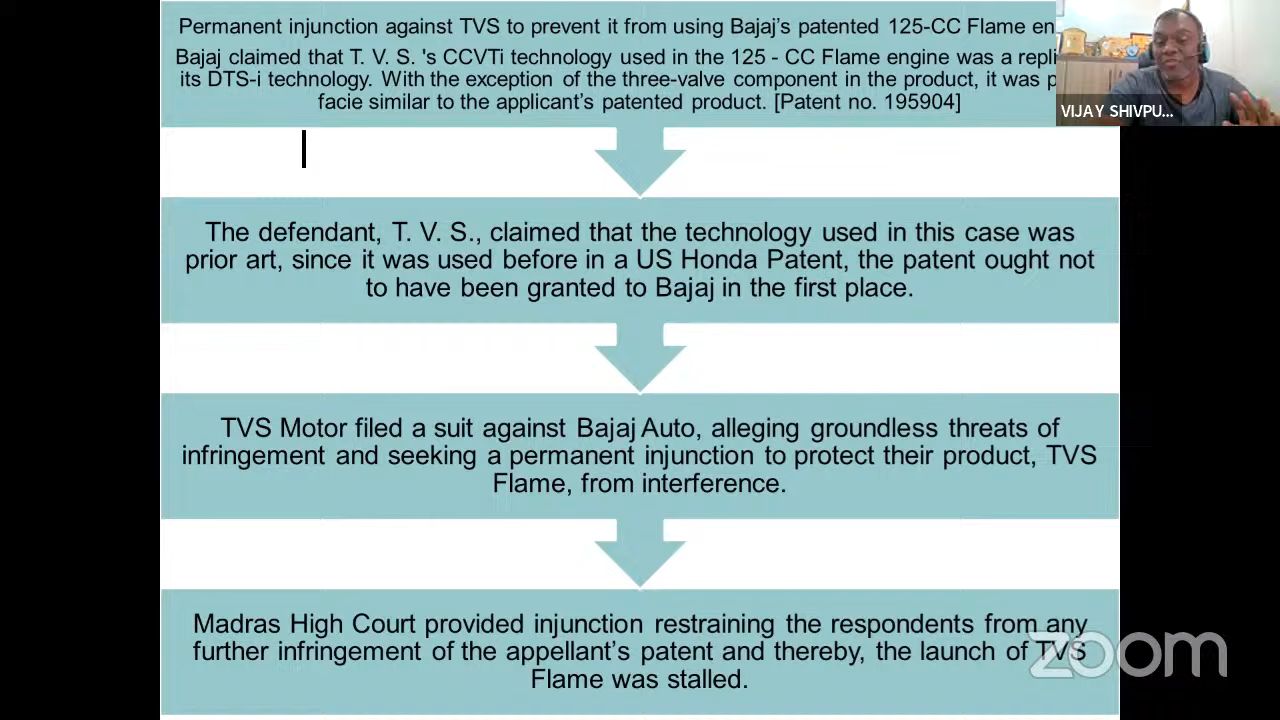 Permanent injunction against TVS to prevent it from using Bajaj's patented 125-CC Flame en
Bajaj claimed that T. V. S. 's CCVTi technology used in the 125 - CC Flame engine was a repli
its DTS-i technology. With the exception of the three-valve component in the product, it was p
facie similar to the applicant's patented product. [Patent no. 195904]
VIJAY SHIVPU...
The defendant, T. V. S., claimed that the technology used in this case was
prior art, since it was used before in a US Honda Patent, the patent ought not
to have been granted to Bajaj in the first place.
TVS Motor filed a suit against Bajaj Auto, alleging groundless threats of
infringement and seeking a permanent injunction to protect their product, TVS
Flame, from interference.
Madras High Court provided injunction restraining the respondents from any
further infringement of the appellant's patent and thereby, the launch of TVS
Flame was stalled.
zoom